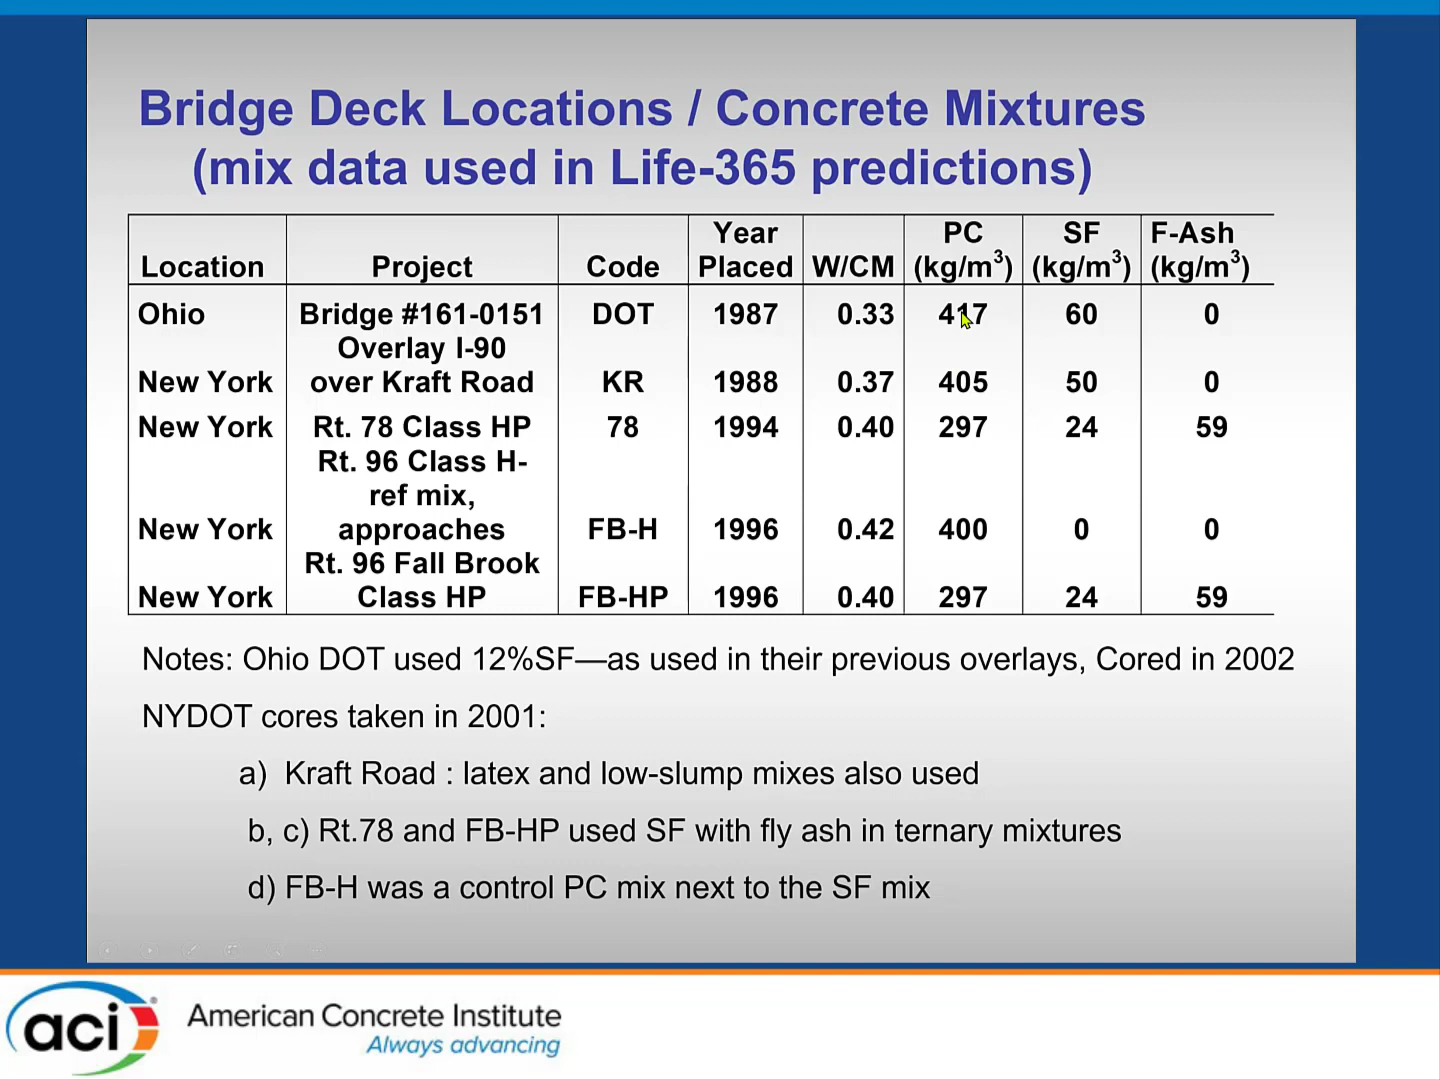 Bridge Deck Locations / Concrete Mixtures
(mix data used in Life-365 predictions)
Location Project Code Year Placed W/CM PC (kg/m³) SF (kg/m³) F-Ash (kg/m³)
Ohio Bridge #161-0151 DOT 1987 0.33 417 60 0
New York Overlay I-90 over Kraft Road KR 1988 0.37 405 50 0
New York Rt. 78 Class HP 78 1994 0.40 297 24 59
New York Rt. 96 Class H-ref mix, approaches FB-H 1996 0.42 400 0 0
New York Rt. 96 Fall Brook Class HP FB-HP 1996 0.40 297 24 59
Notes: Ohio DOT used 12%SF—as used in their previous overlays, Cored in 2002
NYDOT cores taken in 2001:
a) Kraft Road : latex and low-slump mixes also used
b, c) Rt.78 and FB-HP used SF with fly ash in ternary mixtures
d) FB-H was a control PC mix next to the SF mix
aci® American Concrete Institute
Always advancing